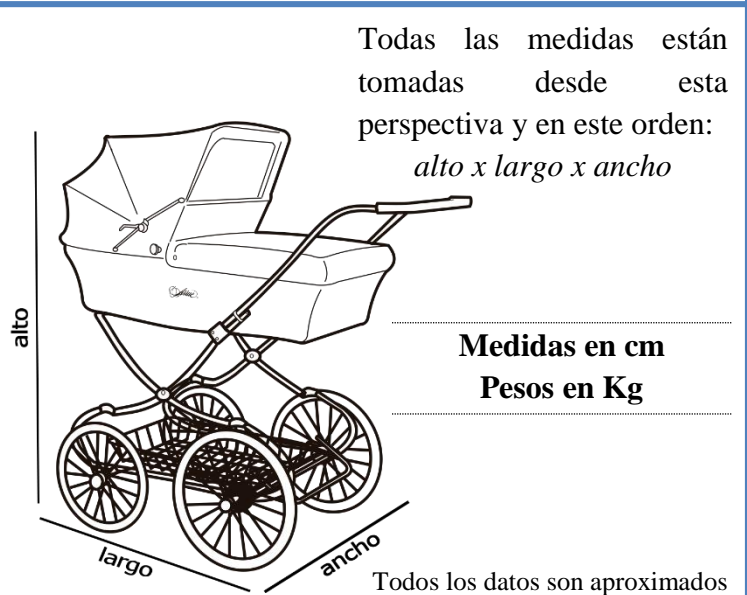 Todas las medidas están
tomadas desde esta
perspectiva y en este orden:
alto x largo x ancho
alto
Medidas en cm
Pesos en Kg
largo
ancho
Todos los datos son aproximados